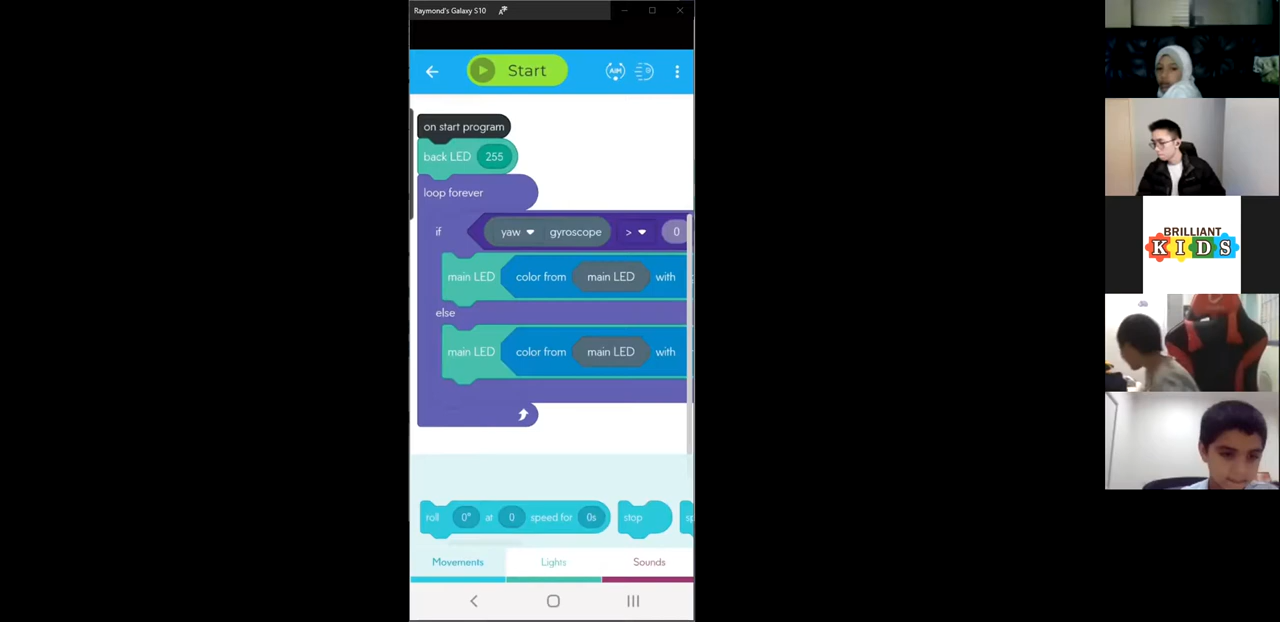 Raymond's Galaxy S10
Start
AIM
on start program
back LED 255
loop forever
if yaw gyroscope > 0
main LED color from main LED with
else
main LED color from main LED with
roll 0° at 0 speed for 0s stop sp
Movements Lights Sounds
BRILLIANT
KIDS